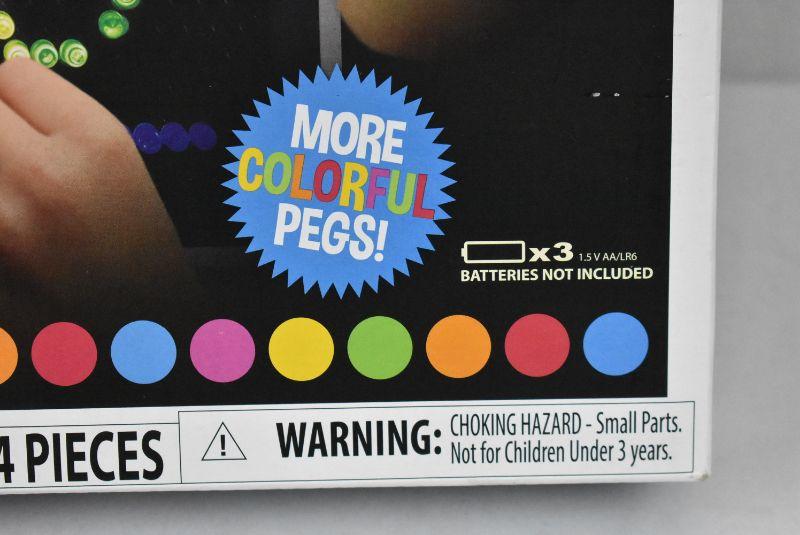 MORE
COLORFUL
PEGS!
x3 1.5 V AA/LR6
BATTERIES NOT INCLUDED
4 PIECES
WARNING: CHOKING HAZARD - Small Parts.
Not for Children Under 3 years.